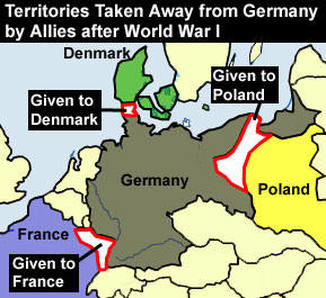 Territories Taken Away from Germany
by Allies after World War I
Denmark
Given to
Poland
Given to
Denmark
Germany
Poland
France
Given to
France